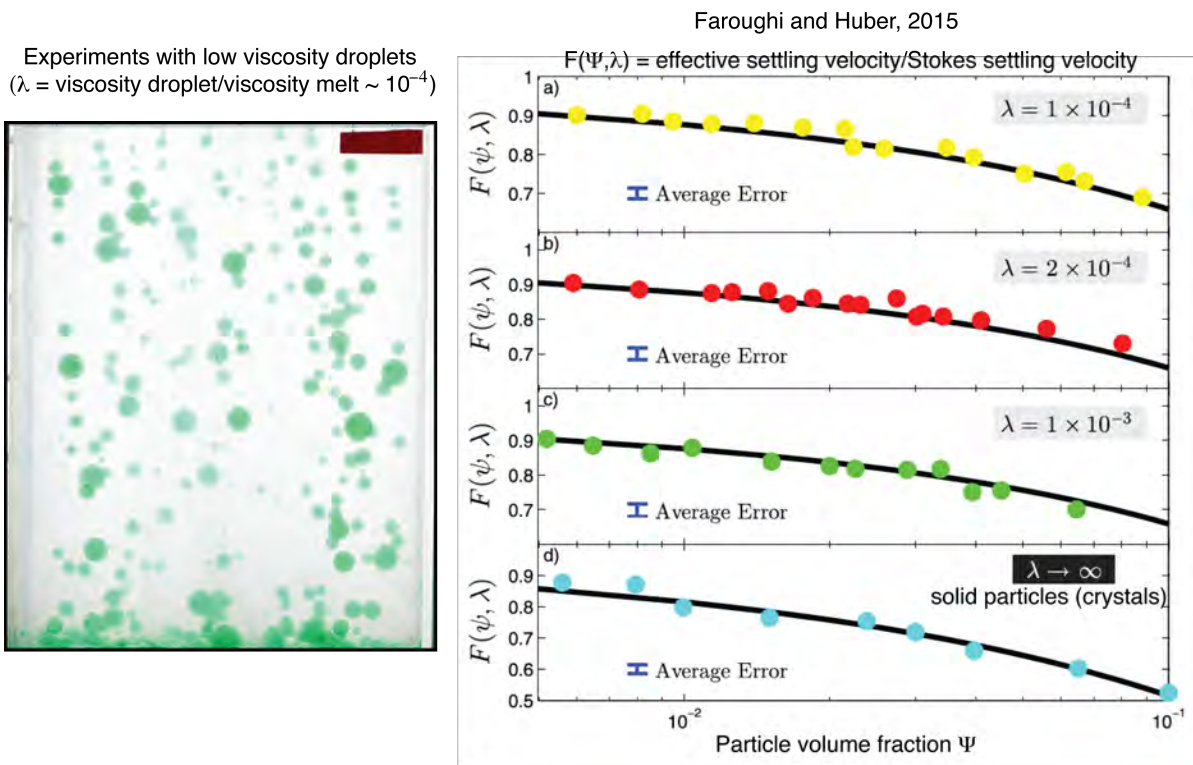 Faroughi and Huber, 2015
Experiments with low viscosity droplets
(λ = viscosity droplet/viscosity melt ~ 10⁻⁴)
F(Ψ,λ) = effective settling velocity/Stokes settling velocity
a)
λ = 1 × 10⁻⁴
1
0.9
0.8
0.7
F(ψ, λ)
Average Error
b)
λ = 2 × 10⁻⁴
1
0.9
0.8
0.7
F(ψ, λ)
Average Error
c)
λ = 1 × 10⁻³
1
0.9
0.8
0.7
F(ψ, λ)
Average Error
d)
λ → ∞
solid particles (crystals)
0.9
0.8
0.7
0.6
0.5
F(ψ, λ)
Average Error
10⁻²
10⁻¹
Particle volume fraction Ψ